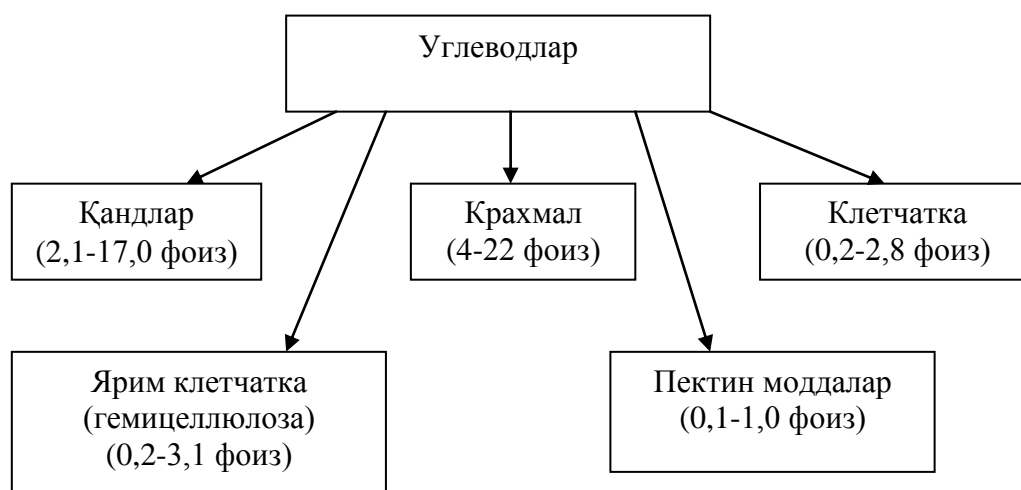 Углеводлар
Қандлар
(2,1-17,0 фоиз)
Крахмал
(4-22 фоиз)
Клетчатка
(0,2-2,8 фоиз)
Ярим клетчатка
(гемицеллюлоза)
(0,2-3,1 фоиз)
Пектин моддалар
(0,1-1,0 фоиз)